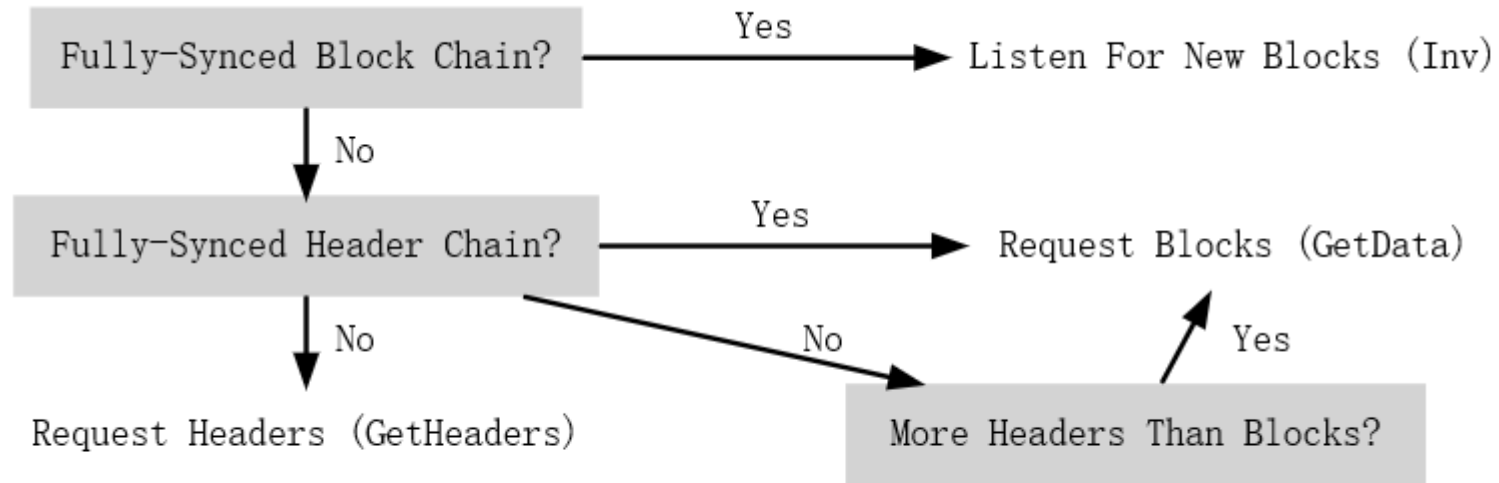 Yes
Fully-Synced Block Chain?
Listen For New Blocks (Inv)
No
Yes
Fully-Synced Header Chain?
Request Blocks (GetData)
No
No
Yes
Request Headers (GetHeaders)
More Headers Than Blocks?